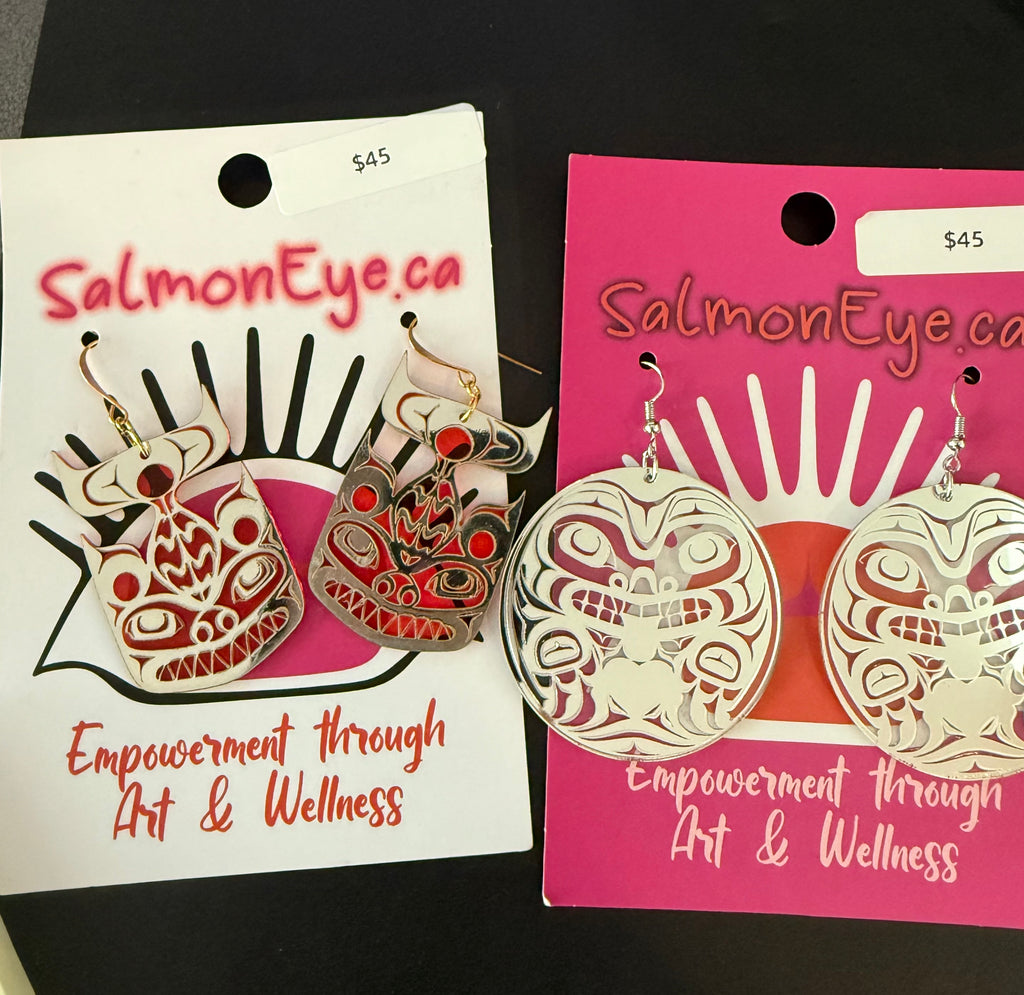 $45
SalmonEye.ca
Empowerment through
Art & Wellness
$45
SalmonEye.ca
Empowerment through
Art & Wellness